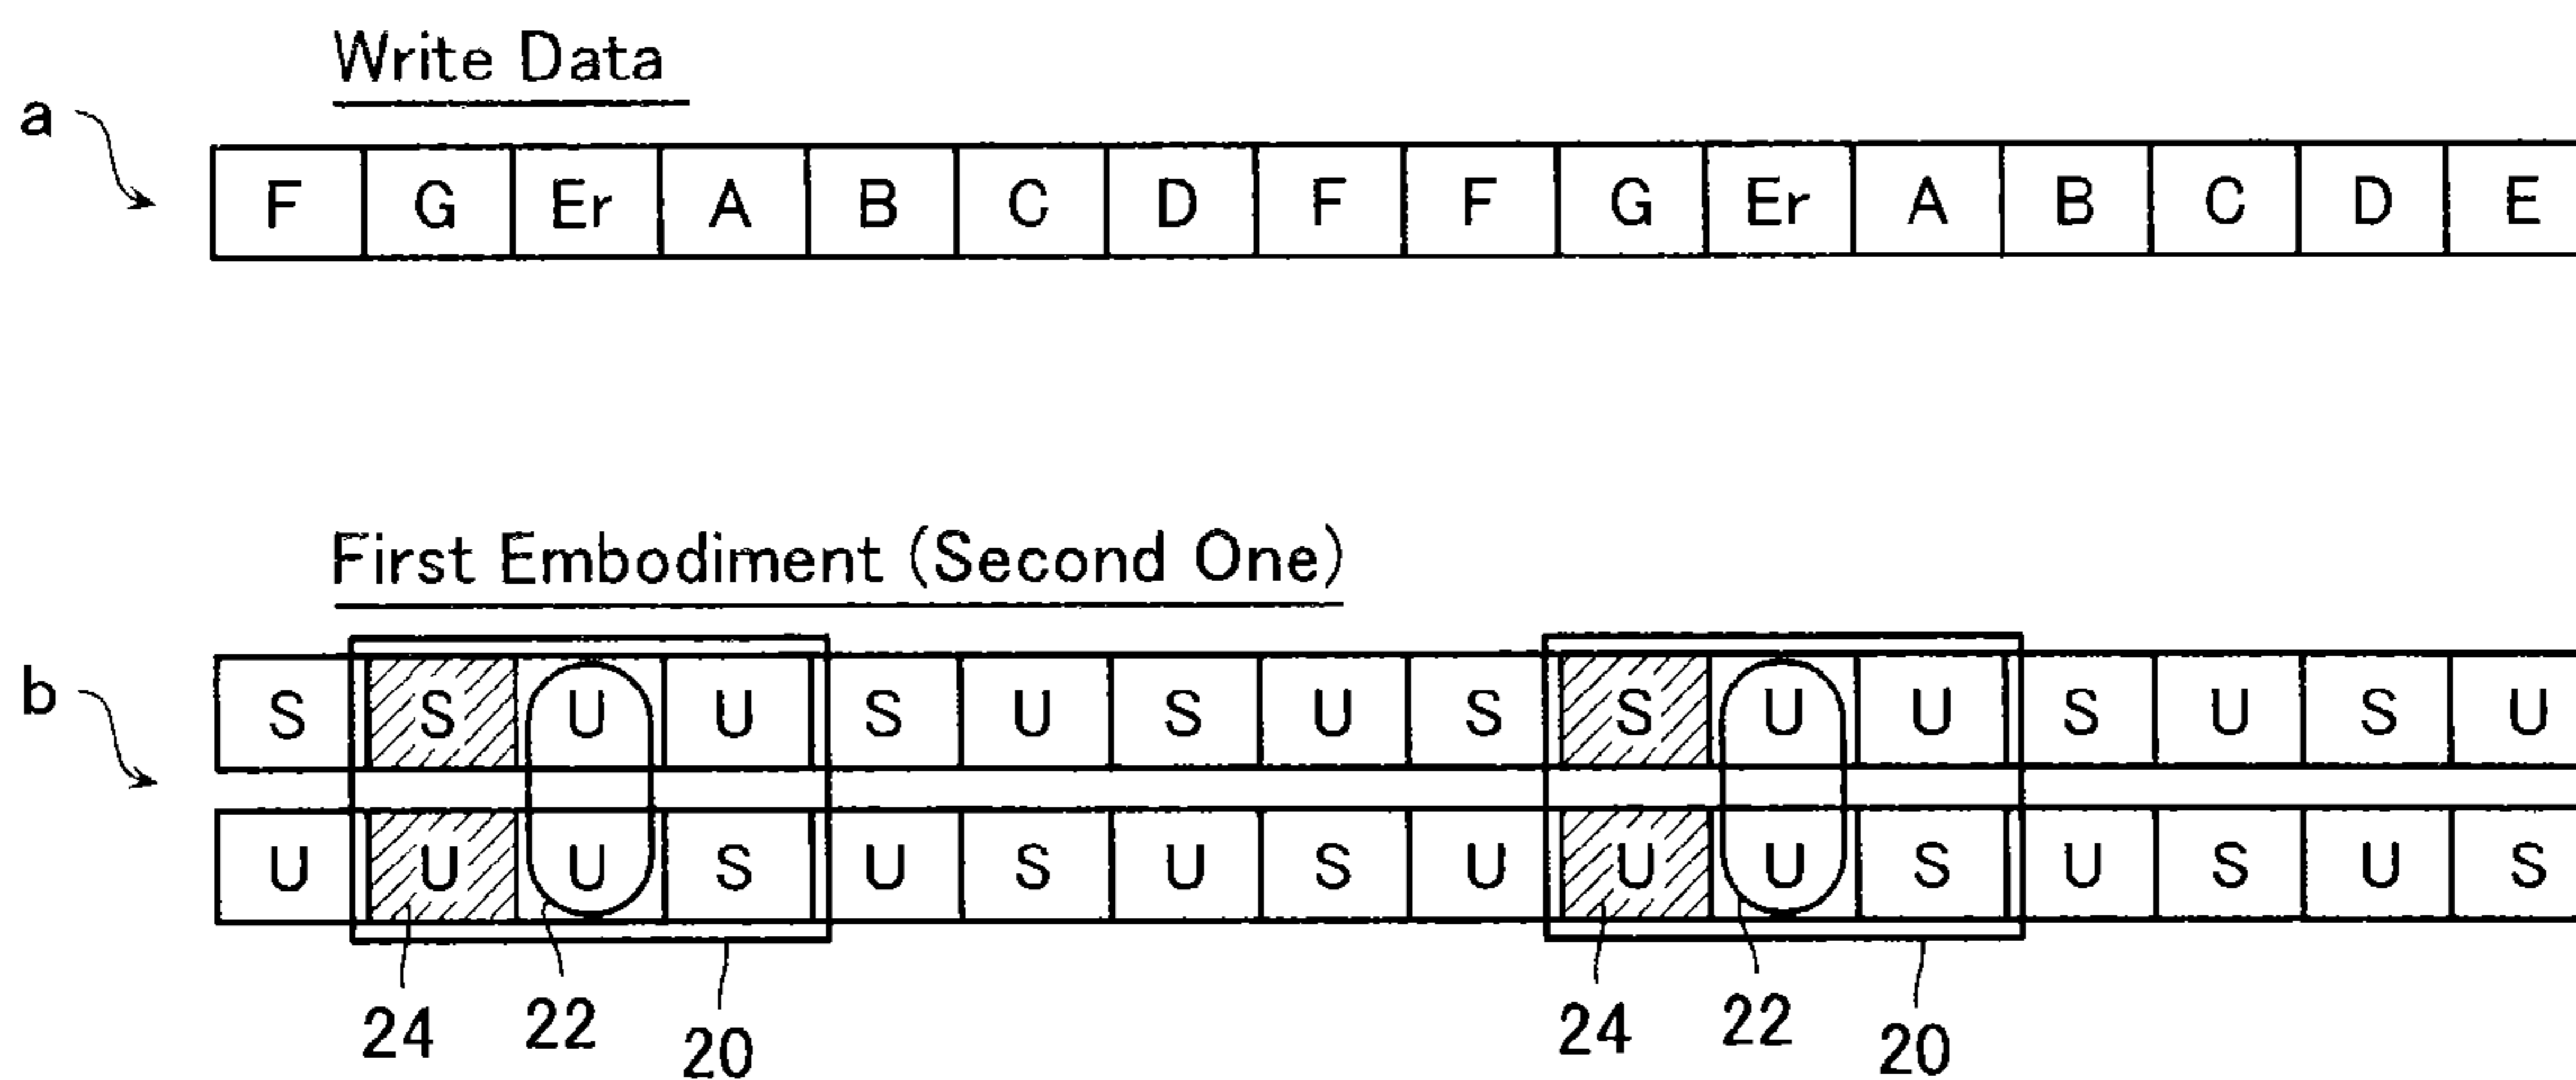 Write Data
a
F G Er A B C D F F G Er A B C D E
First Embodiment (Second One)
b
S S U U S U S U S S U U S U S U
U U U S U S U S U U U S U S U S
24 22 20 24 22 20